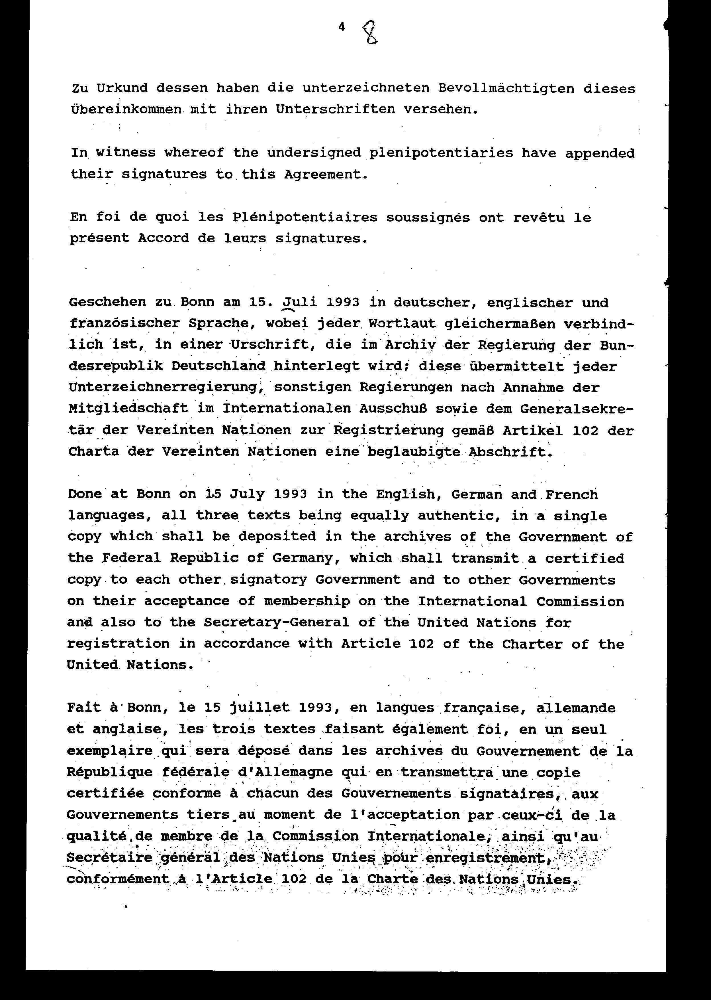 4 8
Zu Urkund dessen haben die unterzeichneten Bevollmächtigten dieses
Übereinkommen mit ihren Unterschriften versehen.
In witness whereof the undersigned plenipotentiaries have appended
their signatures to this Agreement.
En foi de quoi les Plénipotentiaires soussignés ont revêtu le
présent Accord de leurs signatures.
Geschehen zu Bonn am 15. Juli 1993 in deutscher, englischer und
französischer Sprache, wobei jeder Wortlaut gleichermaßen verbind-
lich ist, in einer Urschrift, die im Archiv der Regierung der Bun-
desrepublik Deutschland hinterlegt wird; diese übermittelt jeder
Unterzeichnerregierung, sonstigen Regierungen nach Annahme der
Mitgliedschaft im Internationalen Ausschuß sowie dem Generalsekre-
tär der Vereinten Nationen zur Registrierung gemäß Artikel 102 der
Charta der Vereinten Nationen eine beglaubigte Abschrift.
Done at Bonn on 15 July 1993 in the English, German and French
languages, all three texts being equally authentic, in a single
copy which shall be deposited in the archives of the Government of
the Federal Republic of Germany, which shall transmit a certified
copy to each other signatory Government and to other Governments
on their acceptance of membership on the International Commission
and also to the Secretary-General of the United Nations for
registration in accordance with Article 102 of the Charter of the
United Nations.
Fait à Bonn, le 15 juillet 1993, en langues française, allemande
et anglaise, les trois textes faisant également foi, en un seul
exemplaire qui sera déposé dans les archives du Gouvernement de la
République fédérale d'Allemagne qui en transmettra une copie
certifiée conforme à chacun des Gouvernements signataires, aux
Gouvernements tiers au moment de l'acceptation par ceux-ci de la
qualité de membre de la Commission Internationale, ainsi qu'au
Secrétaire général des Nations Unies pour enregistrement,
conformément à l'Article 102 de la Charte des Nations Unies.